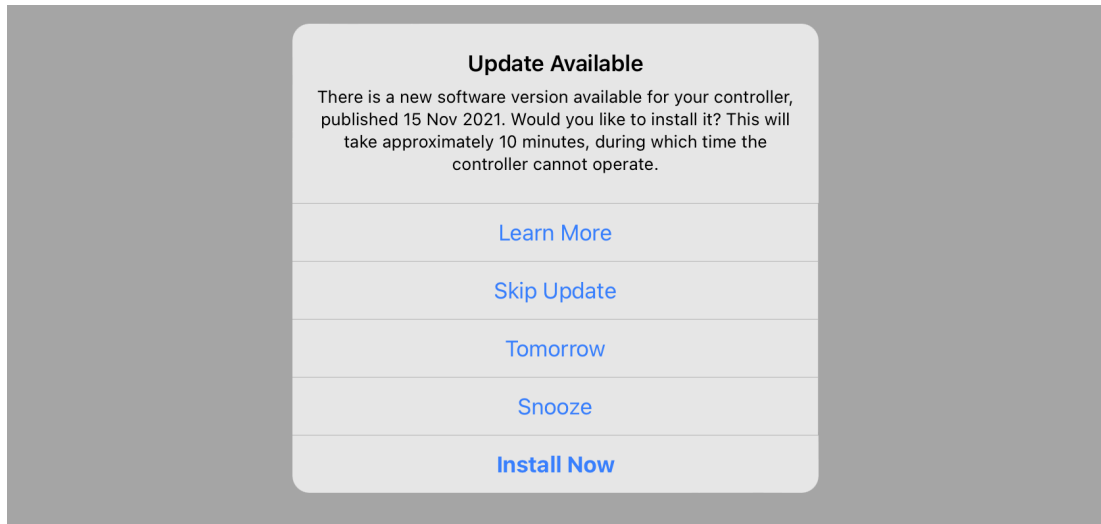 Update Available
There is a new software version available for your controller,
published 15 Nov 2021. Would you like to install it? This will
take approximately 10 minutes, during which time the
controller cannot operate.
Learn More
Skip Update
Tomorrow
Snooze
Install Now